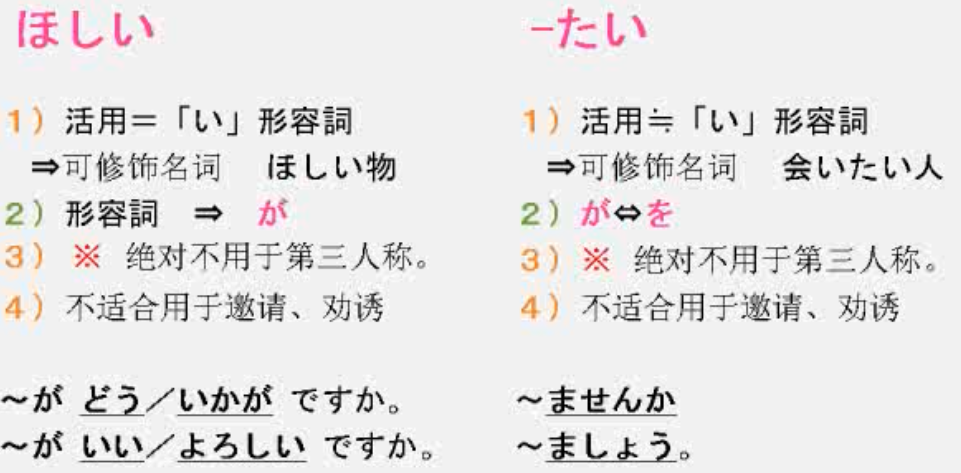 ほしい
1）活用＝「い」形容詞
⇒可修饰名词　ほしい物
2）形容詞　⇒　が
3）※ 绝对不用于第三人称。
4）不适合用于邀请、劝诱
～が どう／いかが ですか。
～が いい／よろしい ですか。
–たい
1）活用≒「い」形容詞
⇒可修饰名词　会いたい人
2）が⇔を
3）※ 绝对不用于第三人称。
4）不适合用于邀请、劝诱
～ませんか
～ましょう。